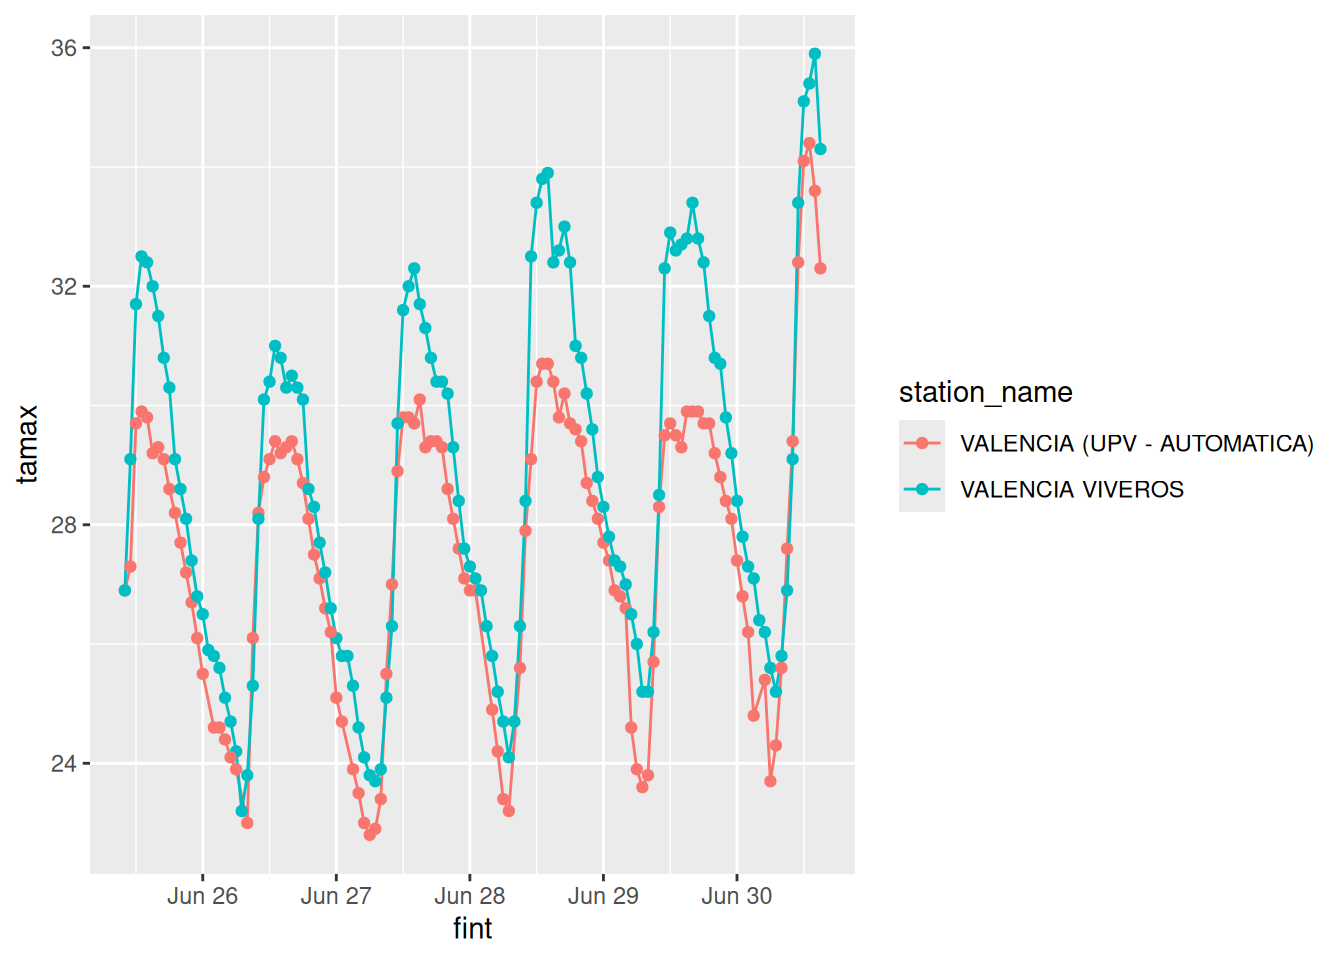 36
32
28
24
tamax
Jun 26
Jun 27
Jun 28
Jun 29
Jun 30
fint
station_name
VALENCIA (UPV - AUTOMATICA)
VALENCIA VIVEROS